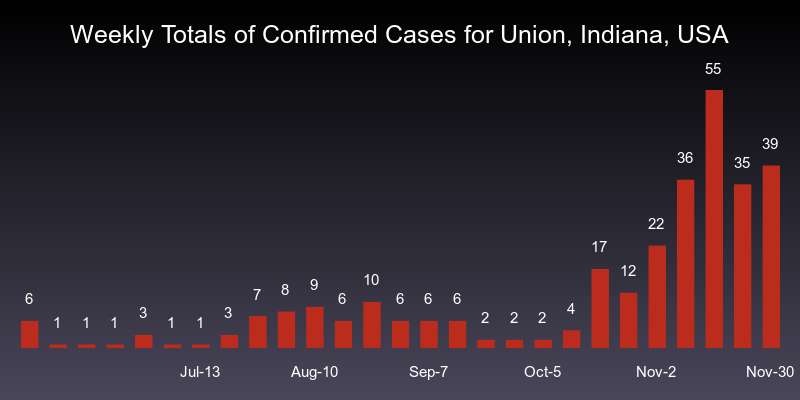 Weekly Totals of Confirmed Cases for Union, Indiana, USA
6 1 1 1 3 1 1 3 7 8 9 6 10 6 6 6 2 2 2 4 17 12 22 36 55 35 39
Jul-13 Aug-10 Sep-7 Oct-5 Nov-2 Nov-30